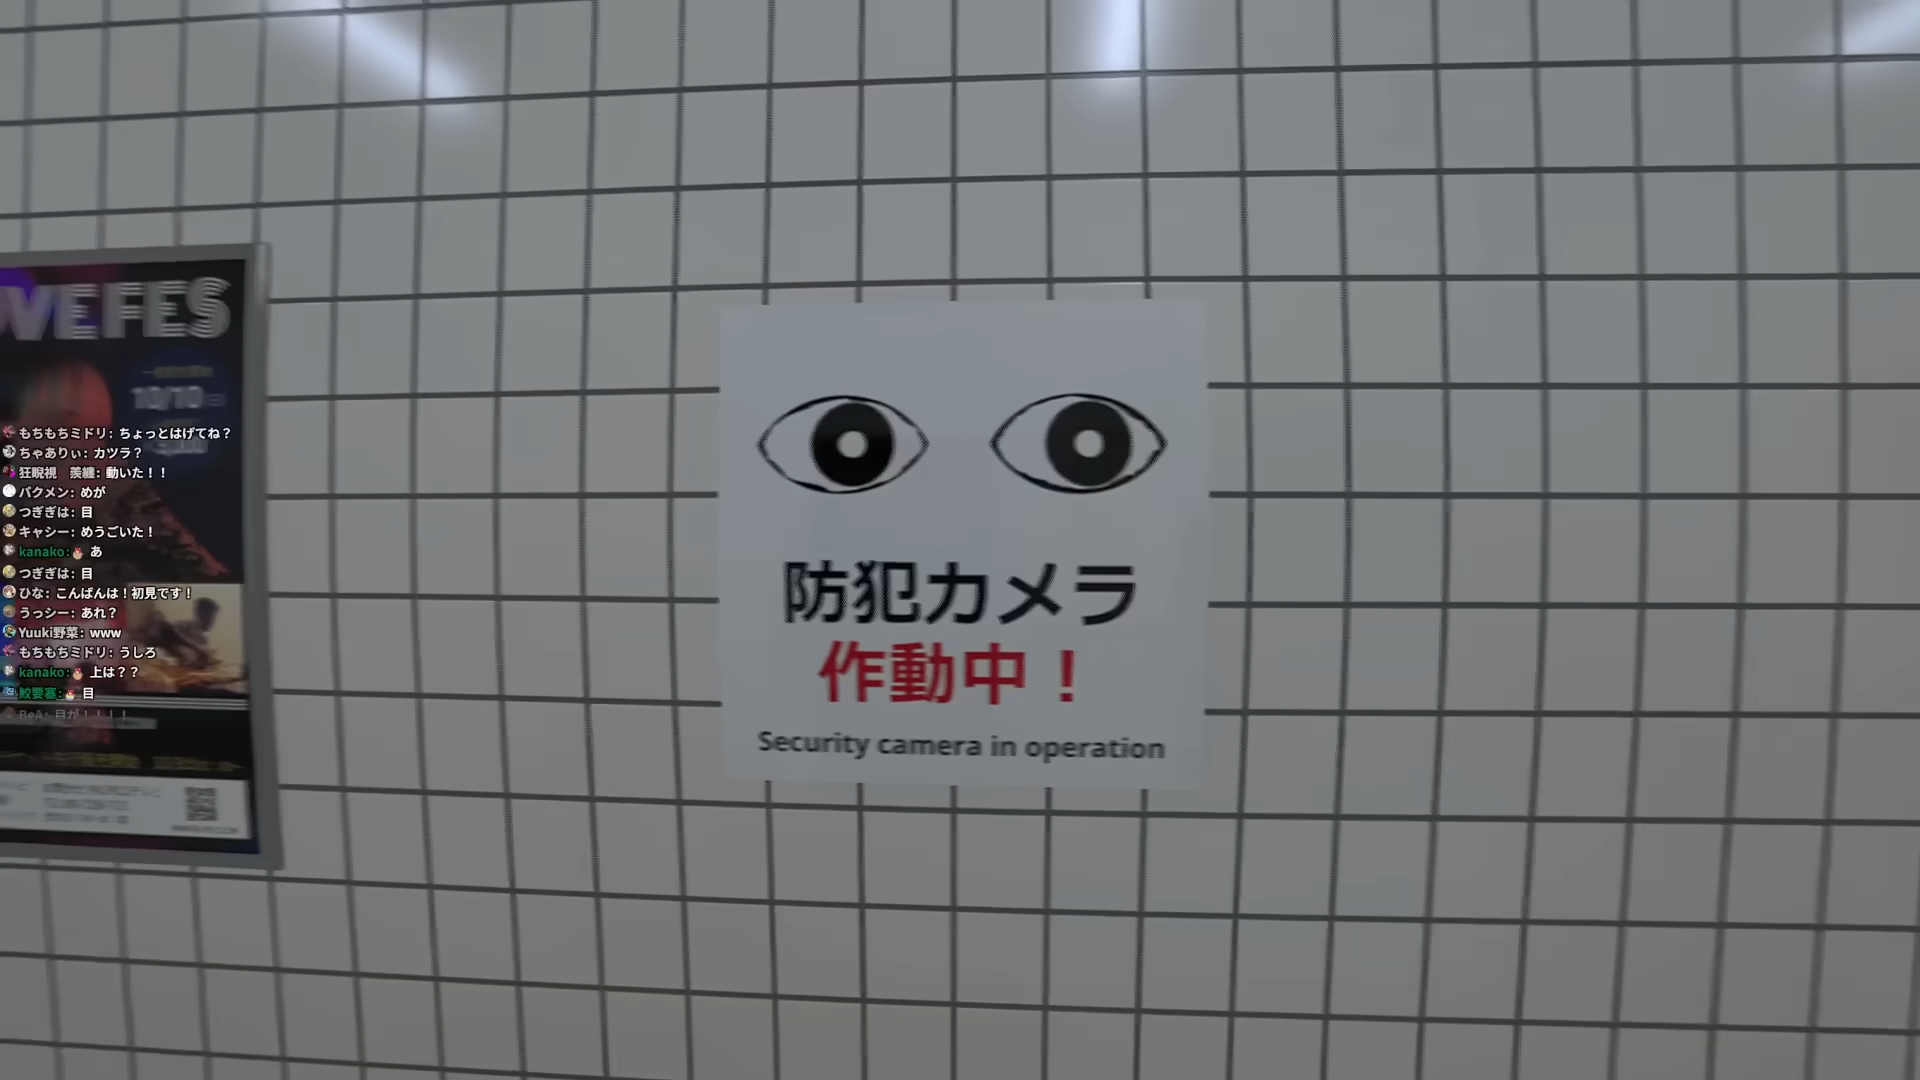 VEFES
10/10
もちもちミドリ: ちょっとはげてね？
ちゃありぃ: カツラ？
狂睨視　羨纏: 動いた！！
パクメン: めが
つぎぎは: 目
キャシー: めうごいた！
kanako: あ
つぎぎは: 目
ひな: こんばんは！初見です！
うっシー: あれ？
Yuuki野菜: www
もちもちミドリ: うしろ
kanako: 上は？？
鮫要塞: 目
BeA: 目が！！！！
防犯カメラ
作動中！
Security camera in operation